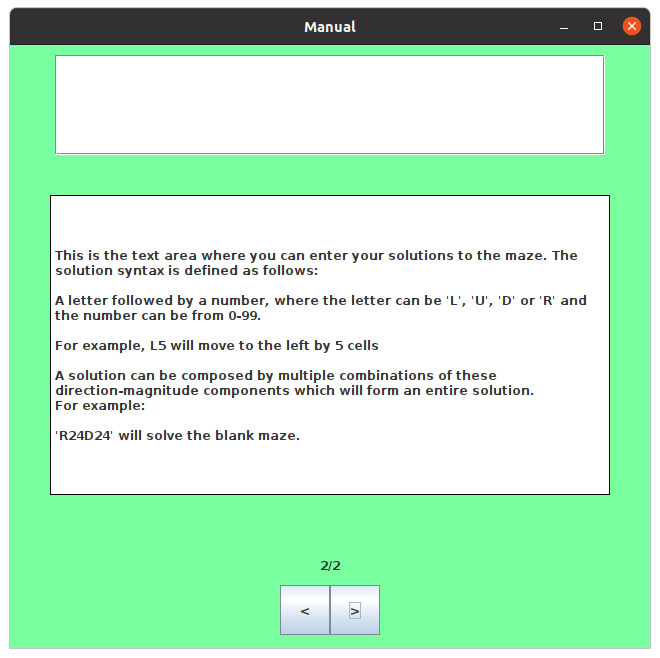 Manual
This is the text area where you can enter your solutions to the maze. The
solution syntax is defined as follows:
A letter followed by a number, where the letter can be 'L', 'U', 'D' or 'R' and
the number can be from 0-99.
For example, L5 will move to the left by 5 cells
A solution can be composed by multiple combinations of these
direction-magnitude components which will form an entire solution.
For example:
'R24D24' will solve the blank maze.
2/2
< >